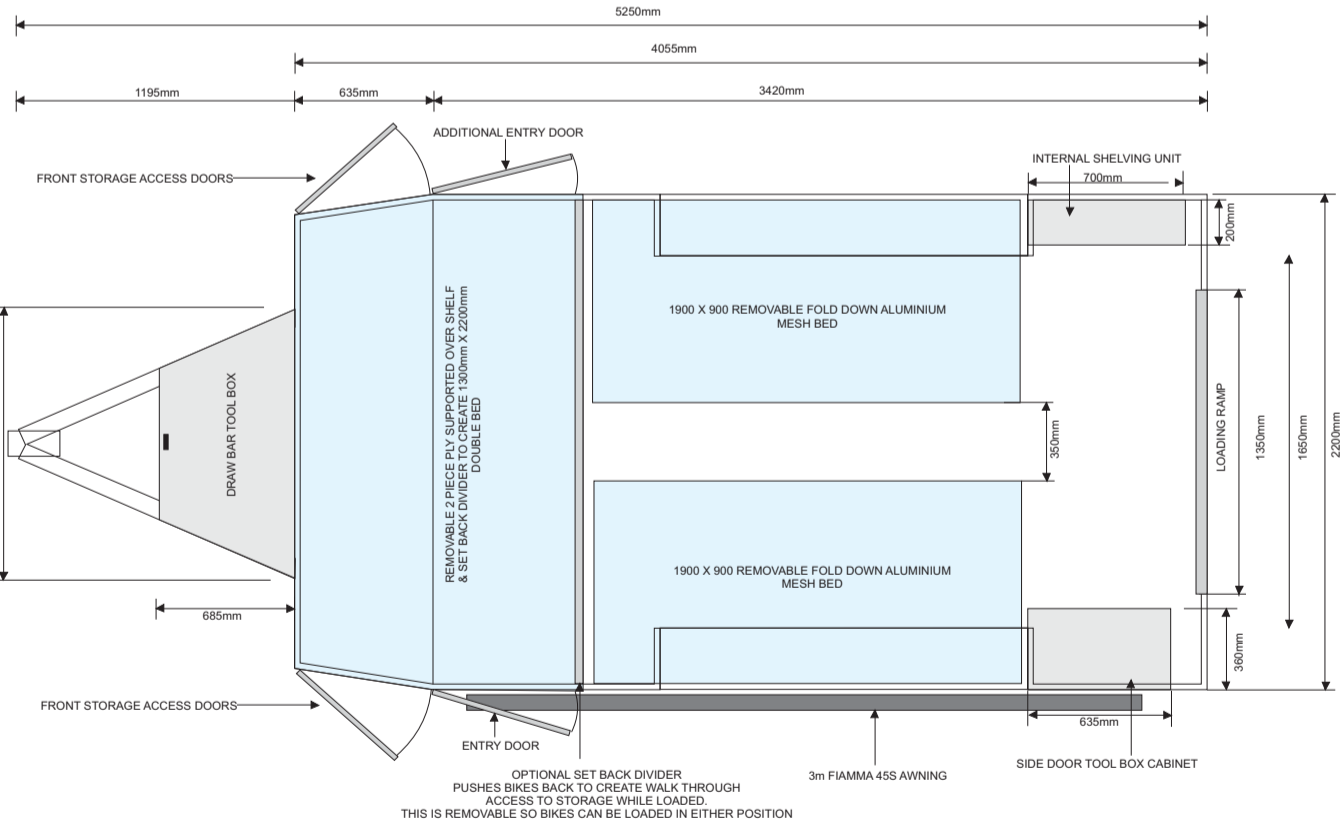 5250mm
4055mm
1195mm
635mm
3420mm
ADDITIONAL ENTRY DOOR
FRONT STORAGE ACCESS DOORS
INTERNAL SHELVING UNIT
700mm
200mm
REMOVABLE 2 PIECE PLY SUPPORTED OVER SHELF
& SET BACK DIVIDER TO CREATE 1300mm X 2200mm
DOUBLE BED
1900 X 900 REMOVABLE FOLD DOWN ALUMINIUM
MESH BED
DRAW BAR TOOL BOX
350mm
LOADING RAMP
1350mm
1650mm
2200mm
1900 X 900 REMOVABLE FOLD DOWN ALUMINIUM
MESH BED
685mm
360mm
FRONT STORAGE ACCESS DOORS
635mm
ENTRY DOOR
SIDE DOOR TOOL BOX CABINET
OPTIONAL SET BACK DIVIDER
PUSHES BIKES BACK TO CREATE WALK THROUGH
ACCESS TO STORAGE WHILE LOADED.
THIS IS REMOVABLE SO BIKES CAN BE LOADED IN EITHER POSITION
3m FIAMMA 45S AWNING